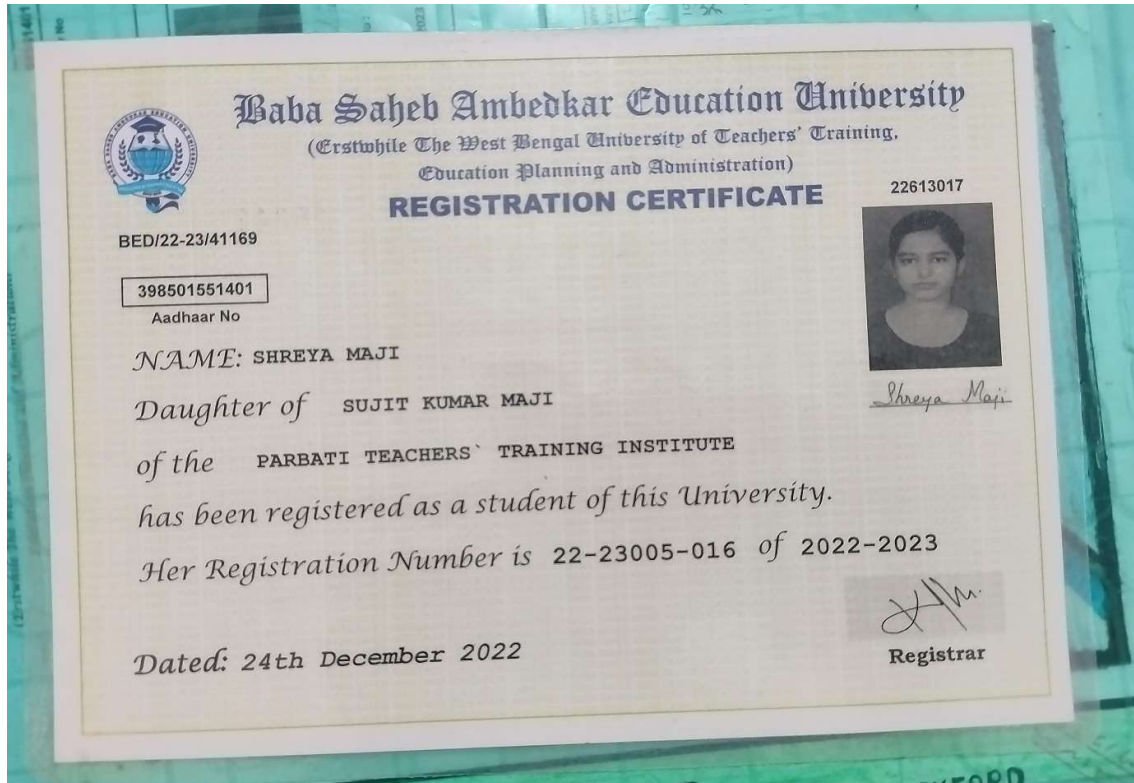 Baba Saheb Ambedkar Education University
(Erstwhile The West Bengal University of Teachers' Training,
Education Planning and Administration)
REGISTRATION CERTIFICATE
22613017
BED/22-23/41169
398501551401
Aadhaar No
NAME: SHREYA MAJI
Shreya Maji
Daughter of SUJIT KUMAR MAJI
of the PARBATI TEACHERS` TRAINING INSTITUTE
has been registered as a student of this University.
Her Registration Number is 22-23005-016 of 2022-2023
Dated: 24th December 2022
Registrar